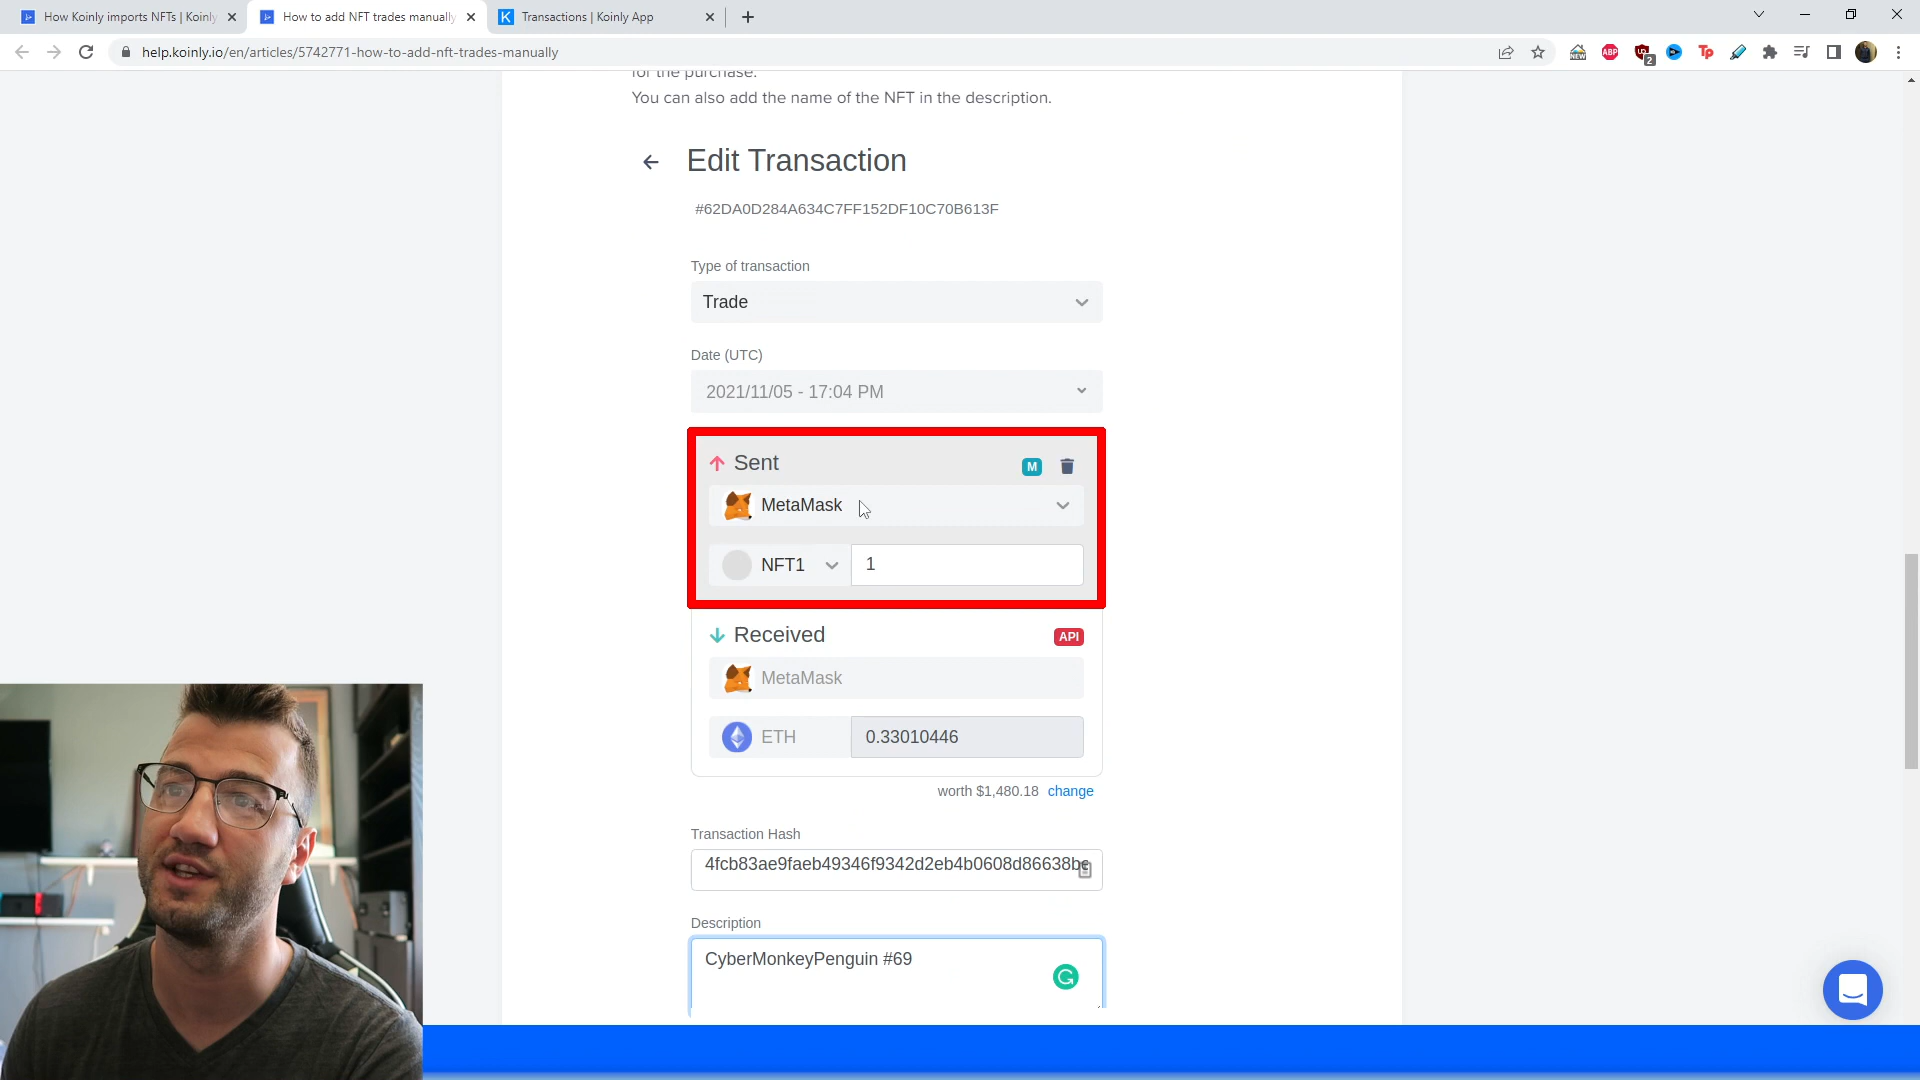 How Koinly imports NFTs | Koinly
How to add NFT trades manually
Transactions | Koinly App
help.koinly.io/en/articles/5742771-how-to-add-nft-trades-manually
ABP
2
Tp
for the purchase.
You can also add the name of the NFT in the description.
Edit Transaction
#62DA0D284A634C7FF152DF10C70B613F
Type of transaction
Trade
Date (UTC)
2021/11/05 - 17:04 PM
Sent
M
MetaMask
NFT1
1
Received
API
MetaMask
ETH
0.33010446
worth $1,480.18 change
Transaction Hash
4fcb83ae9faeb49346f9342d2eb4b0608d86638be
Description
CyberMonkeyPenguin #69